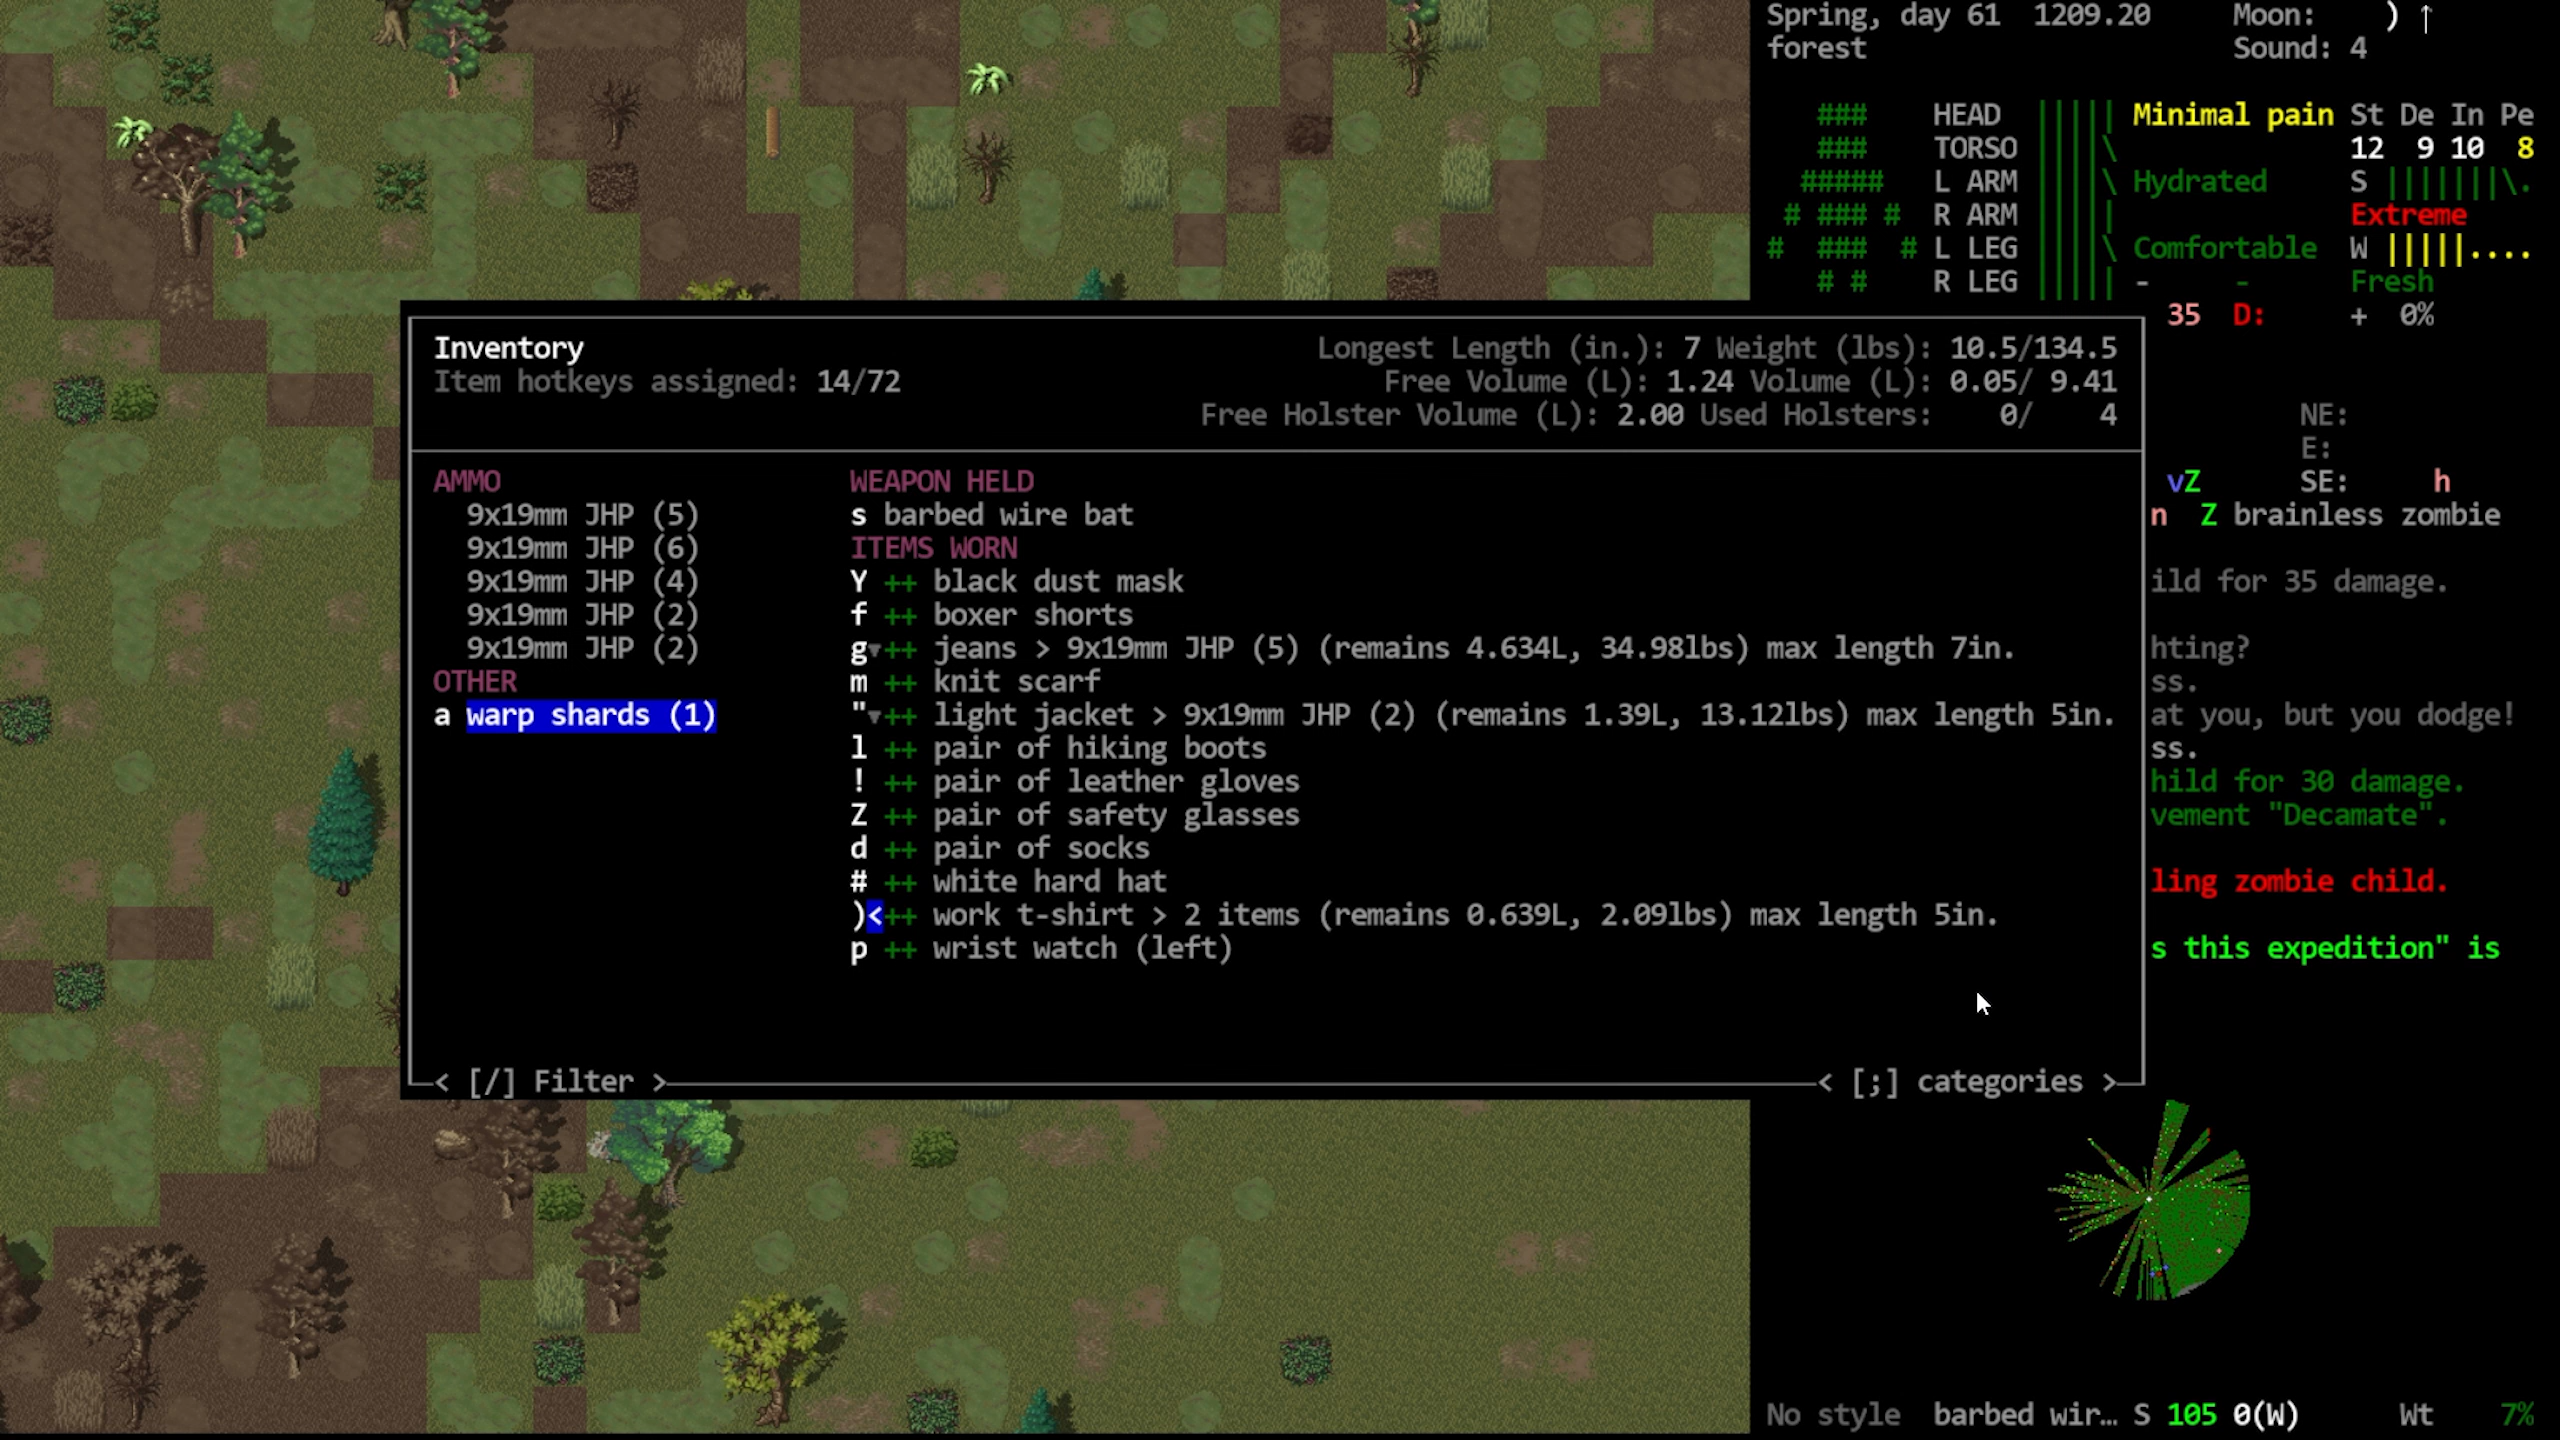 Spring, day 61 1209.20 Moon: ) ↑
forest Sound: 4
### HEAD |||||  Minimal pain St De In Pe
### TORSO ||||\ 12 9 10 8
##### L ARM ||||\ Hydrated S |||||||\.
# ### # R ARM ||||| Extreme
# ### # L LEG ||||\ Comfortable W |||||....
# # R LEG ||||| - - Fresh
35 D: + 0%
Inventory Longest Length (in.): 7 Weight (lbs): 10.5/134.5
Item hotkeys assigned: 14/72 Free Volume (L): 1.24 Volume (L): 0.05/ 9.41
Free Holster Volume (L): 2.00 Used Holsters: 0/ 4
AMMO
9x19mm JHP (5)
9x19mm JHP (6)
9x19mm JHP (4)
9x19mm JHP (2)
9x19mm JHP (2)
OTHER
a warp shards (1)
WEAPON HELD
s barbed wire bat
ITEMS WORN
Y ++ black dust mask
f ++ boxer shorts
g▾++ jeans > 9x19mm JHP (5) (remains 4.634L, 34.98lbs) max length 7in.
m ++ knit scarf
"▾++ light jacket > 9x19mm JHP (2) (remains 1.39L, 13.12lbs) max length 5in.
l ++ pair of hiking boots
! ++ pair of leather gloves
Z ++ pair of safety glasses
d ++ pair of socks
# ++ white hard hat
)<++ work t-shirt > 2 items (remains 0.639L, 2.09lbs) max length 5in.
p ++ wrist watch (left)
< [/] Filter > < [;] categories >
NE:
E:
vZ SE: h
n Z brainless zombie
ild for 35 damage.
hting?
ss.
at you, but you dodge!
ss.
hild for 30 damage.
vement "Decamate".
ling zombie child.
s this expedition" is
No style barbed wir… S 105 0(W) Wt 7%